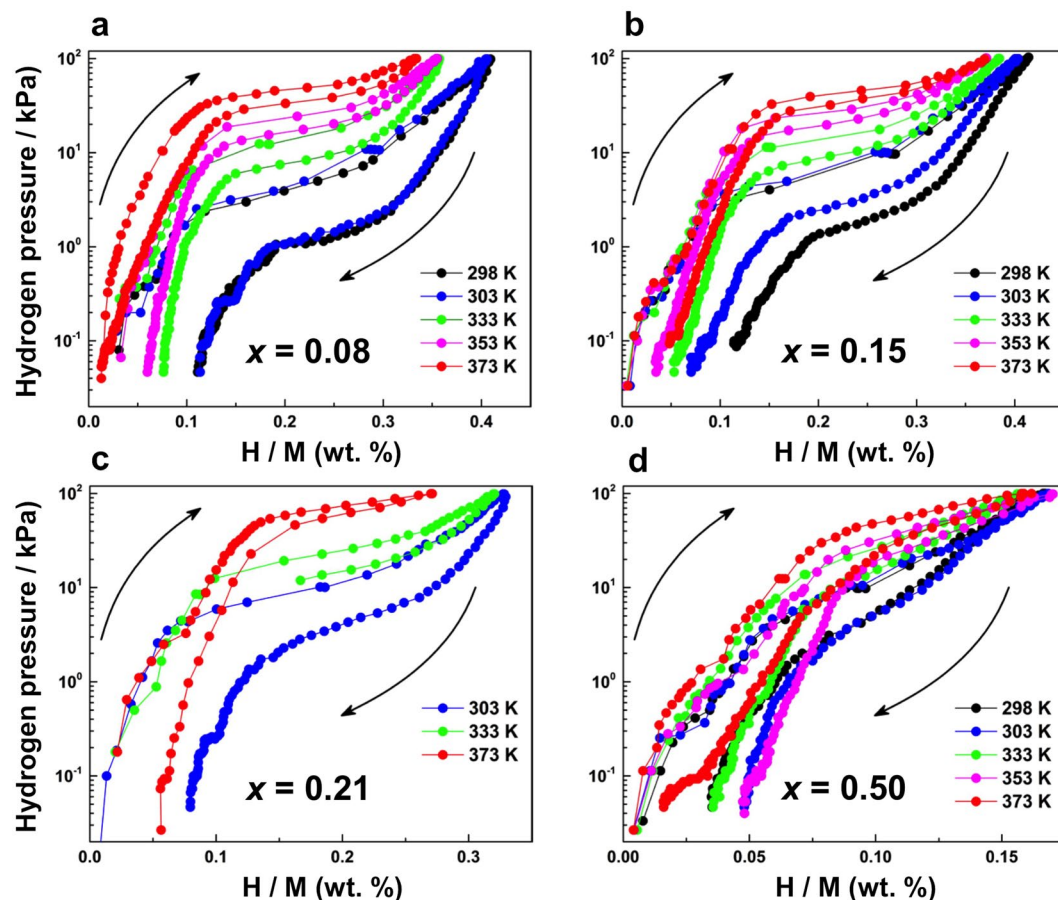 a
Hydrogen pressure / kPa
10²
10¹
10⁰
10⁻¹
298 K
303 K
333 K
353 K
373 K
x = 0.08
0.0 0.1 0.2 0.3 0.4
H / M (wt. %)
b
10²
10¹
10⁰
10⁻¹
298 K
303 K
333 K
353 K
373 K
x = 0.15
0.0 0.1 0.2 0.3 0.4
H / M (wt. %)
c
Hydrogen pressure / kPa
10²
10¹
10⁰
10⁻¹
303 K
333 K
373 K
x = 0.21
0.0 0.1 0.2 0.3
H / M (wt. %)
d
10²
10¹
10⁰
10⁻¹
298 K
303 K
333 K
353 K
373 K
x = 0.50
0.00 0.05 0.10 0.15
H / M (wt. %)